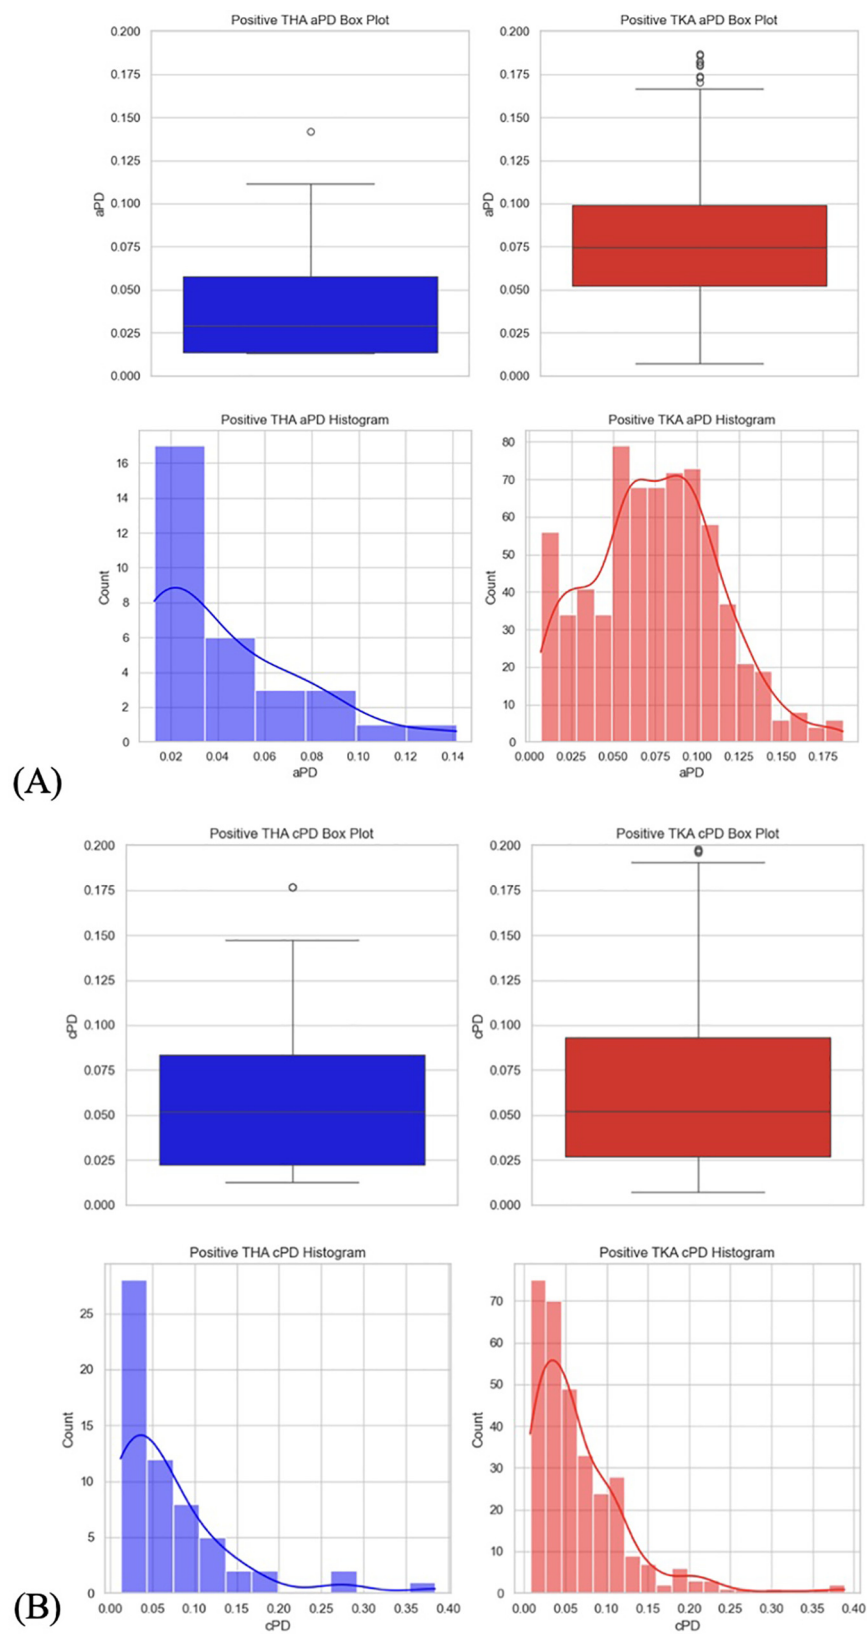 Positive THA aPD Box Plot
0.200
0.175
0.150
0.125
0.100
0.075
0.050
0.025
0.000
aPD
Positive TKA aPD Box Plot
0.200
0.175
0.150
0.125
0.100
0.075
0.050
0.025
0.000
aPD
Positive THA aPD Histogram
16
14
12
10
8
6
4
2
0
Count
0.02 0.04 0.06 0.08 0.10 0.12 0.14
aPD
Positive TKA aPD Histogram
80
70
60
50
40
30
20
10
0
Count
0.000 0.025 0.050 0.075 0.100 0.125 0.150 0.175
aPD
(A)
Positive THA cPD Box Plot
0.200
0.175
0.150
0.125
0.100
0.075
0.050
0.025
0.000
cPD
Positive TKA cPD Box Plot
0.200
0.175
0.150
0.125
0.100
0.075
0.050
0.025
0.000
cPD
Positive THA cPD Histogram
25
20
15
10
5
0
Count
0.00 0.05 0.10 0.15 0.20 0.25 0.30 0.35 0.40
cPD
Positive TKA cPD Histogram
70
60
50
40
30
20
10
0
Count
0.00 0.05 0.10 0.15 0.20 0.25 0.30 0.35 0.40
cPD
(B)